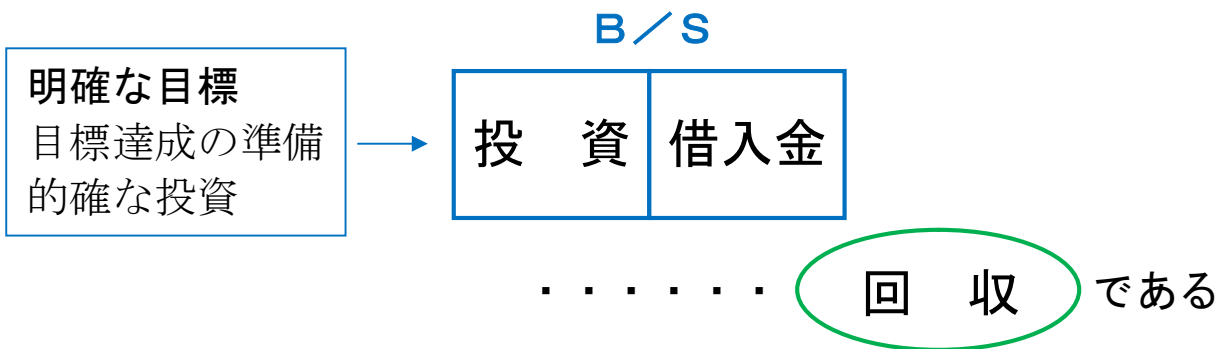 B/S
明確な目標
目標達成の準備
的確な投資
投　資
借入金
・・・・・・ 回　収 である